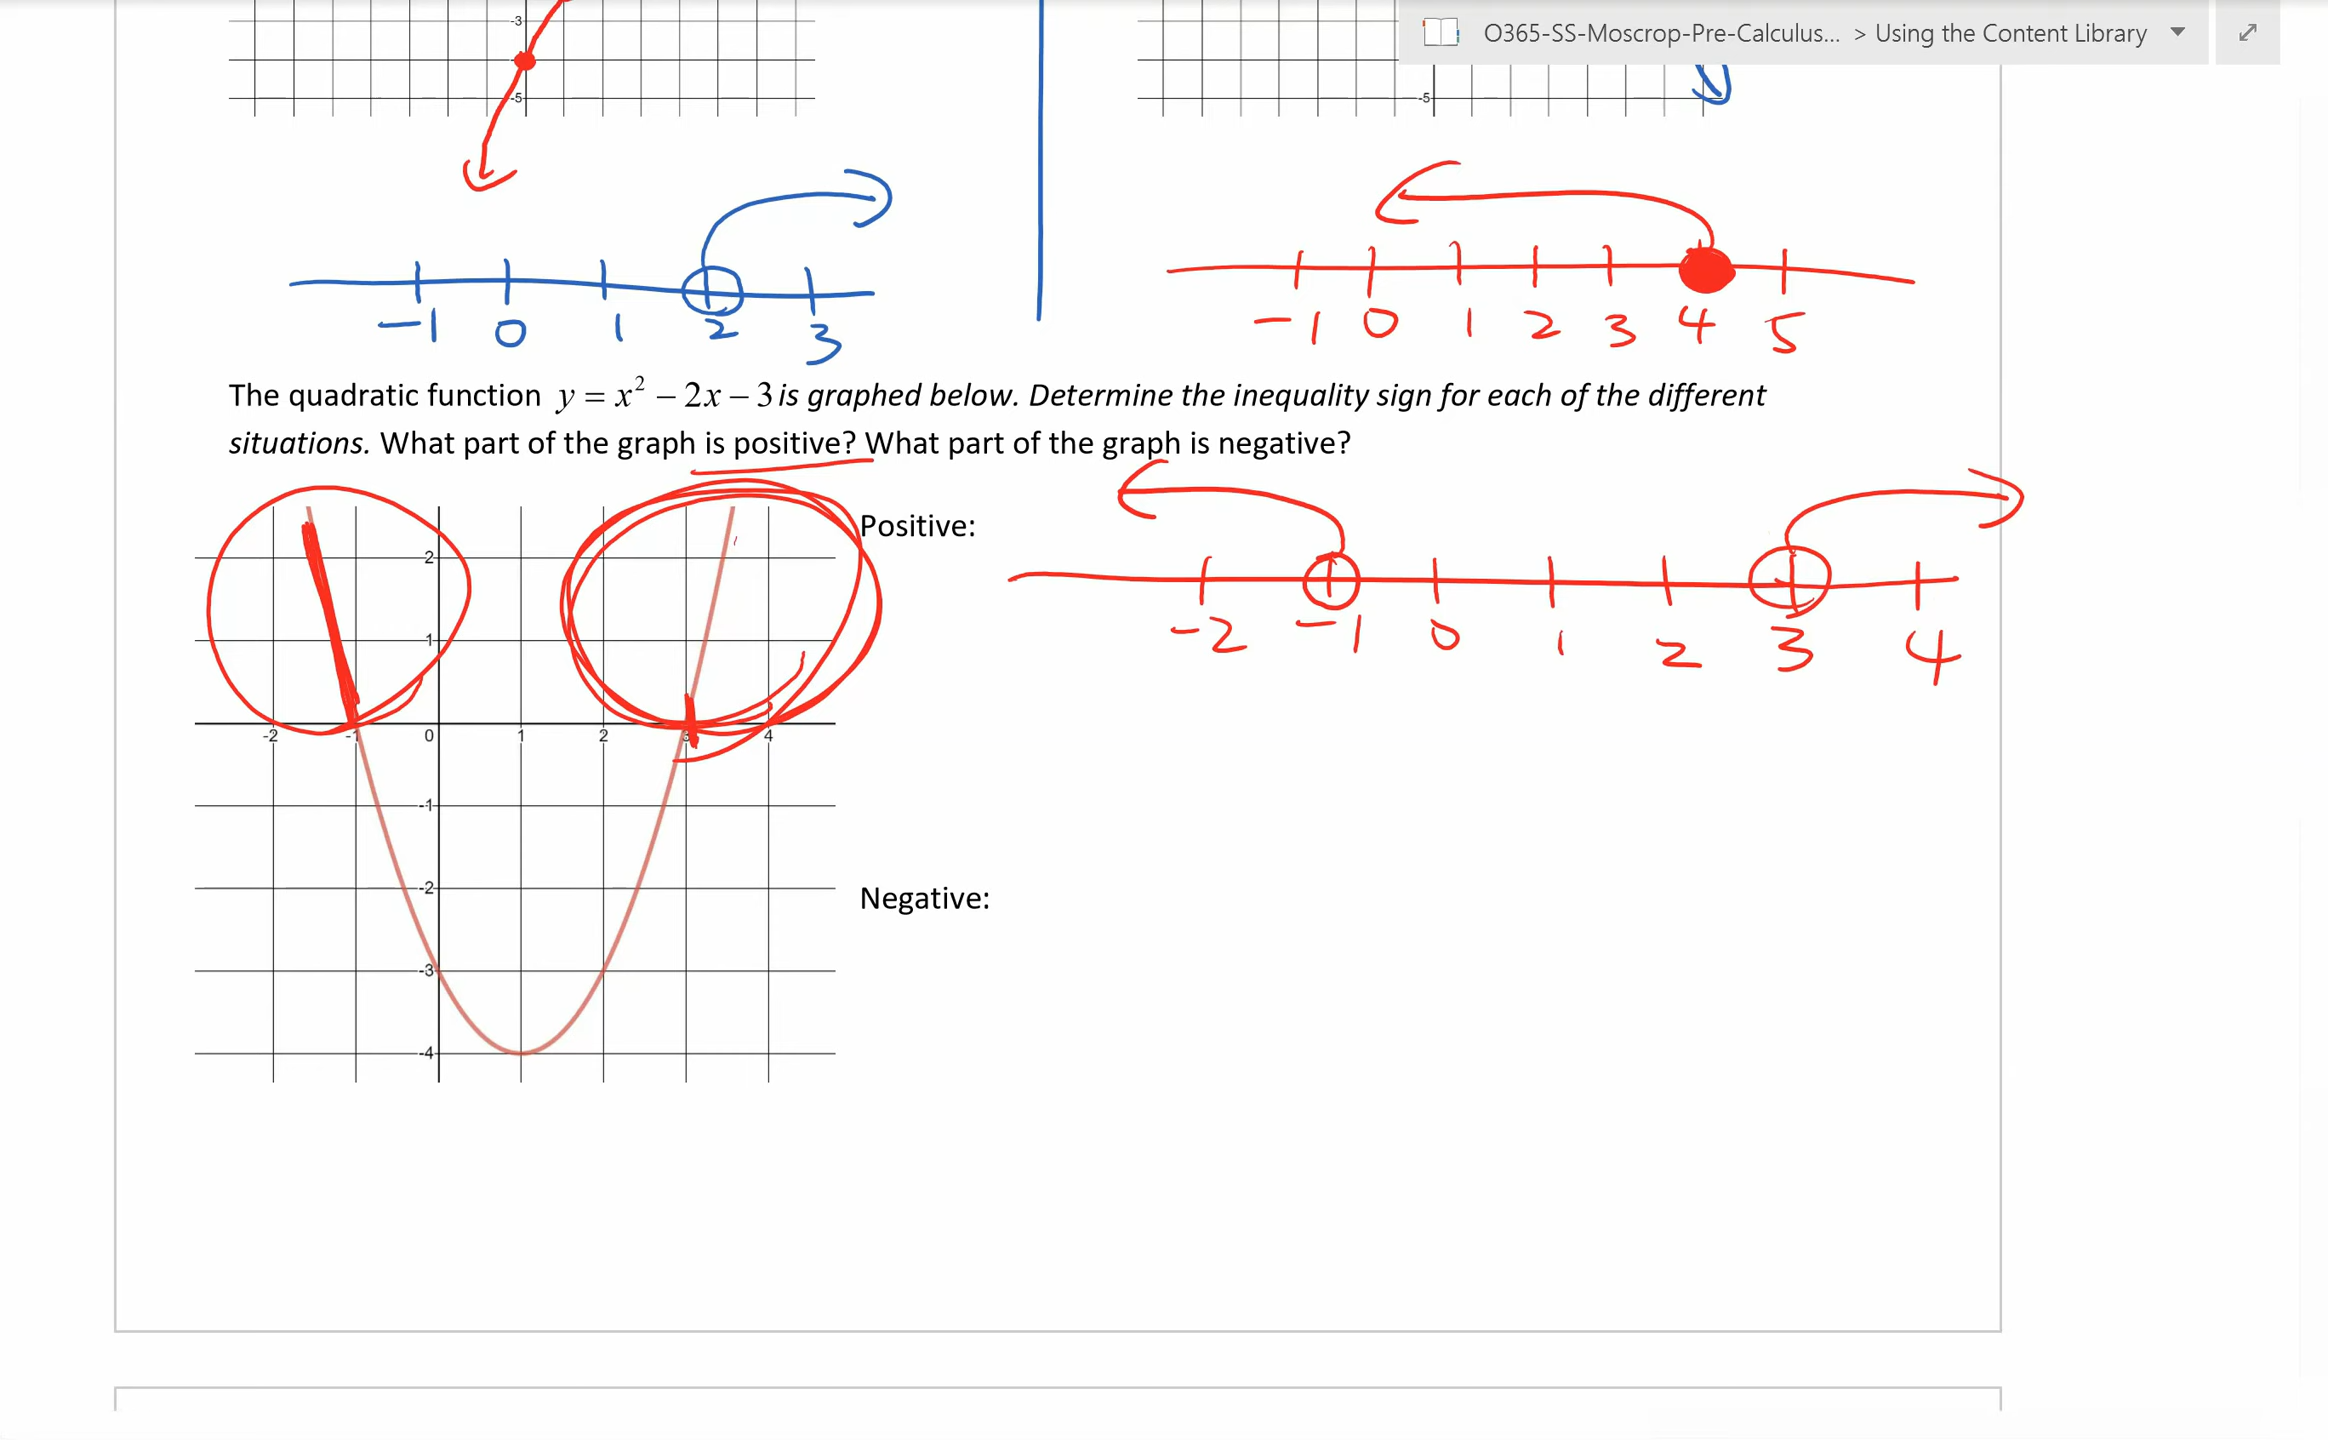 O365-SS-Moscrop-Pre-Calculus... > Using the Content Library
-3
-5
-5
-1 0 1 2 3
-1 0 1 2 3 4 5
The quadratic function y = x² − 2x − 3 is graphed below. Determine the inequality sign for each of the different
situations. What part of the graph is positive? What part of the graph is negative?
Positive:
-2 -1 0 1 2 3 4
2
1
-2 -1 0 1 2 3 4
-1
-2
Negative:
-3
-4